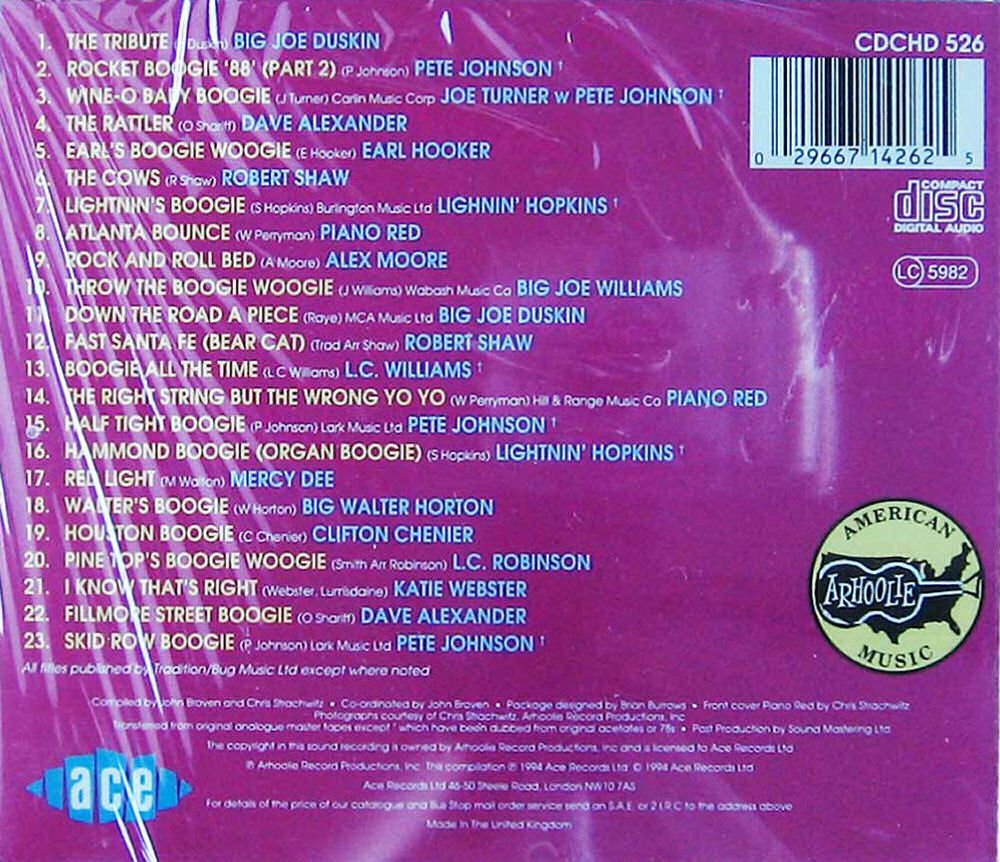 1. THE TRIBUTE (J Duskin) BIG JOE DUSKIN
2. ROCKET BOOGIE '88' (PART 2) (P Johnson) PETE JOHNSON †
3. WINE-O BABY BOOGIE (J Turner) Carlin Music Corp JOE TURNER w PETE JOHNSON †
4. THE RATTLER (O Shariff) DAVE ALEXANDER
5. EARL'S BOOGIE WOOGIE (E Hooker) EARL HOOKER
6. THE COWS (R Shaw) ROBERT SHAW
7. LIGHTNIN'S BOOGIE (S Hopkins) Burlington Music Ltd LIGHNIN' HOPKINS †
8. ATLANTA BOUNCE (W Perryman) PIANO RED
9. ROCK AND ROLL BED (A Moore) ALEX MOORE
10. THROW THE BOOGIE WOOGIE (J Williams) Wabash Music Co BIG JOE WILLIAMS
11. DOWN THE ROAD A PIECE (Raye) MCA Music Ltd BIG JOE DUSKIN
12. FAST SANTA FE (BEAR CAT) (Trad Arr Shaw) ROBERT SHAW
13. BOOGIE ALL THE TIME (L C Williams) L.C. WILLIAMS †
14. THE RIGHT STRING BUT THE WRONG YO YO (W Perryman) Hill & Range Music Co PIANO RED
15. HALF TIGHT BOOGIE (P Johnson) Lark Music Ltd PETE JOHNSON †
16. HAMMOND BOOGIE (ORGAN BOOGIE) (S Hopkins) LIGHTNIN' HOPKINS †
17. RED LIGHT (M Walton) MERCY DEE
18. WALTER'S BOOGIE (W Horton) BIG WALTER HORTON
19. HOUSTON BOOGIE (C Chenier) CLIFTON CHENIER
20. PINE TOP'S BOOGIE WOOGIE (Smith Arr Robinson) L.C. ROBINSON
21. I KNOW THAT'S RIGHT (Webster, Lumsdaine) KATIE WEBSTER
22. FILLMORE STREET BOOGIE (O Shariff) DAVE ALEXANDER
23. SKID ROW BOOGIE (P Johnson) Lark Music Ltd PETE JOHNSON †
All titles published by Tradition/Bug Music Ltd except where noted
CDCHD 526
0 29667 14262 5
COMPACT
disc
DIGITAL AUDIO
LC 5982
AMERICAN
ARHOOLIE
MUSIC
Compiled by John Broven and Chris Strachwitz • Co-ordinated by John Broven • Package designed by Brian Burrows • Front cover Piano Red by Chris Strachwitz
Photographs courtesy of Chris Strachwitz, Arhoolie Record Productions, Inc
Transferred from original analogue master tapes except † which have been dubbed from original acetates or 78s • Post Production by Sound Mastering Ltd
The copyright in this sound recording is owned by Arhoolie Record Productions, Inc and is licensed to Ace Records Ltd
℗ Arhoolie Record Productions, Inc. This compilation ℗ 1994 Ace Records Ltd © 1994 Ace Records Ltd
Ace Records Ltd 46-50 Steele Road, London NW10 7AS
For details of the price of our catalogue and Bus Stop mail order service send an S.A.E. or 2 I.R.C to the address above
Made In The United Kingdom
ace